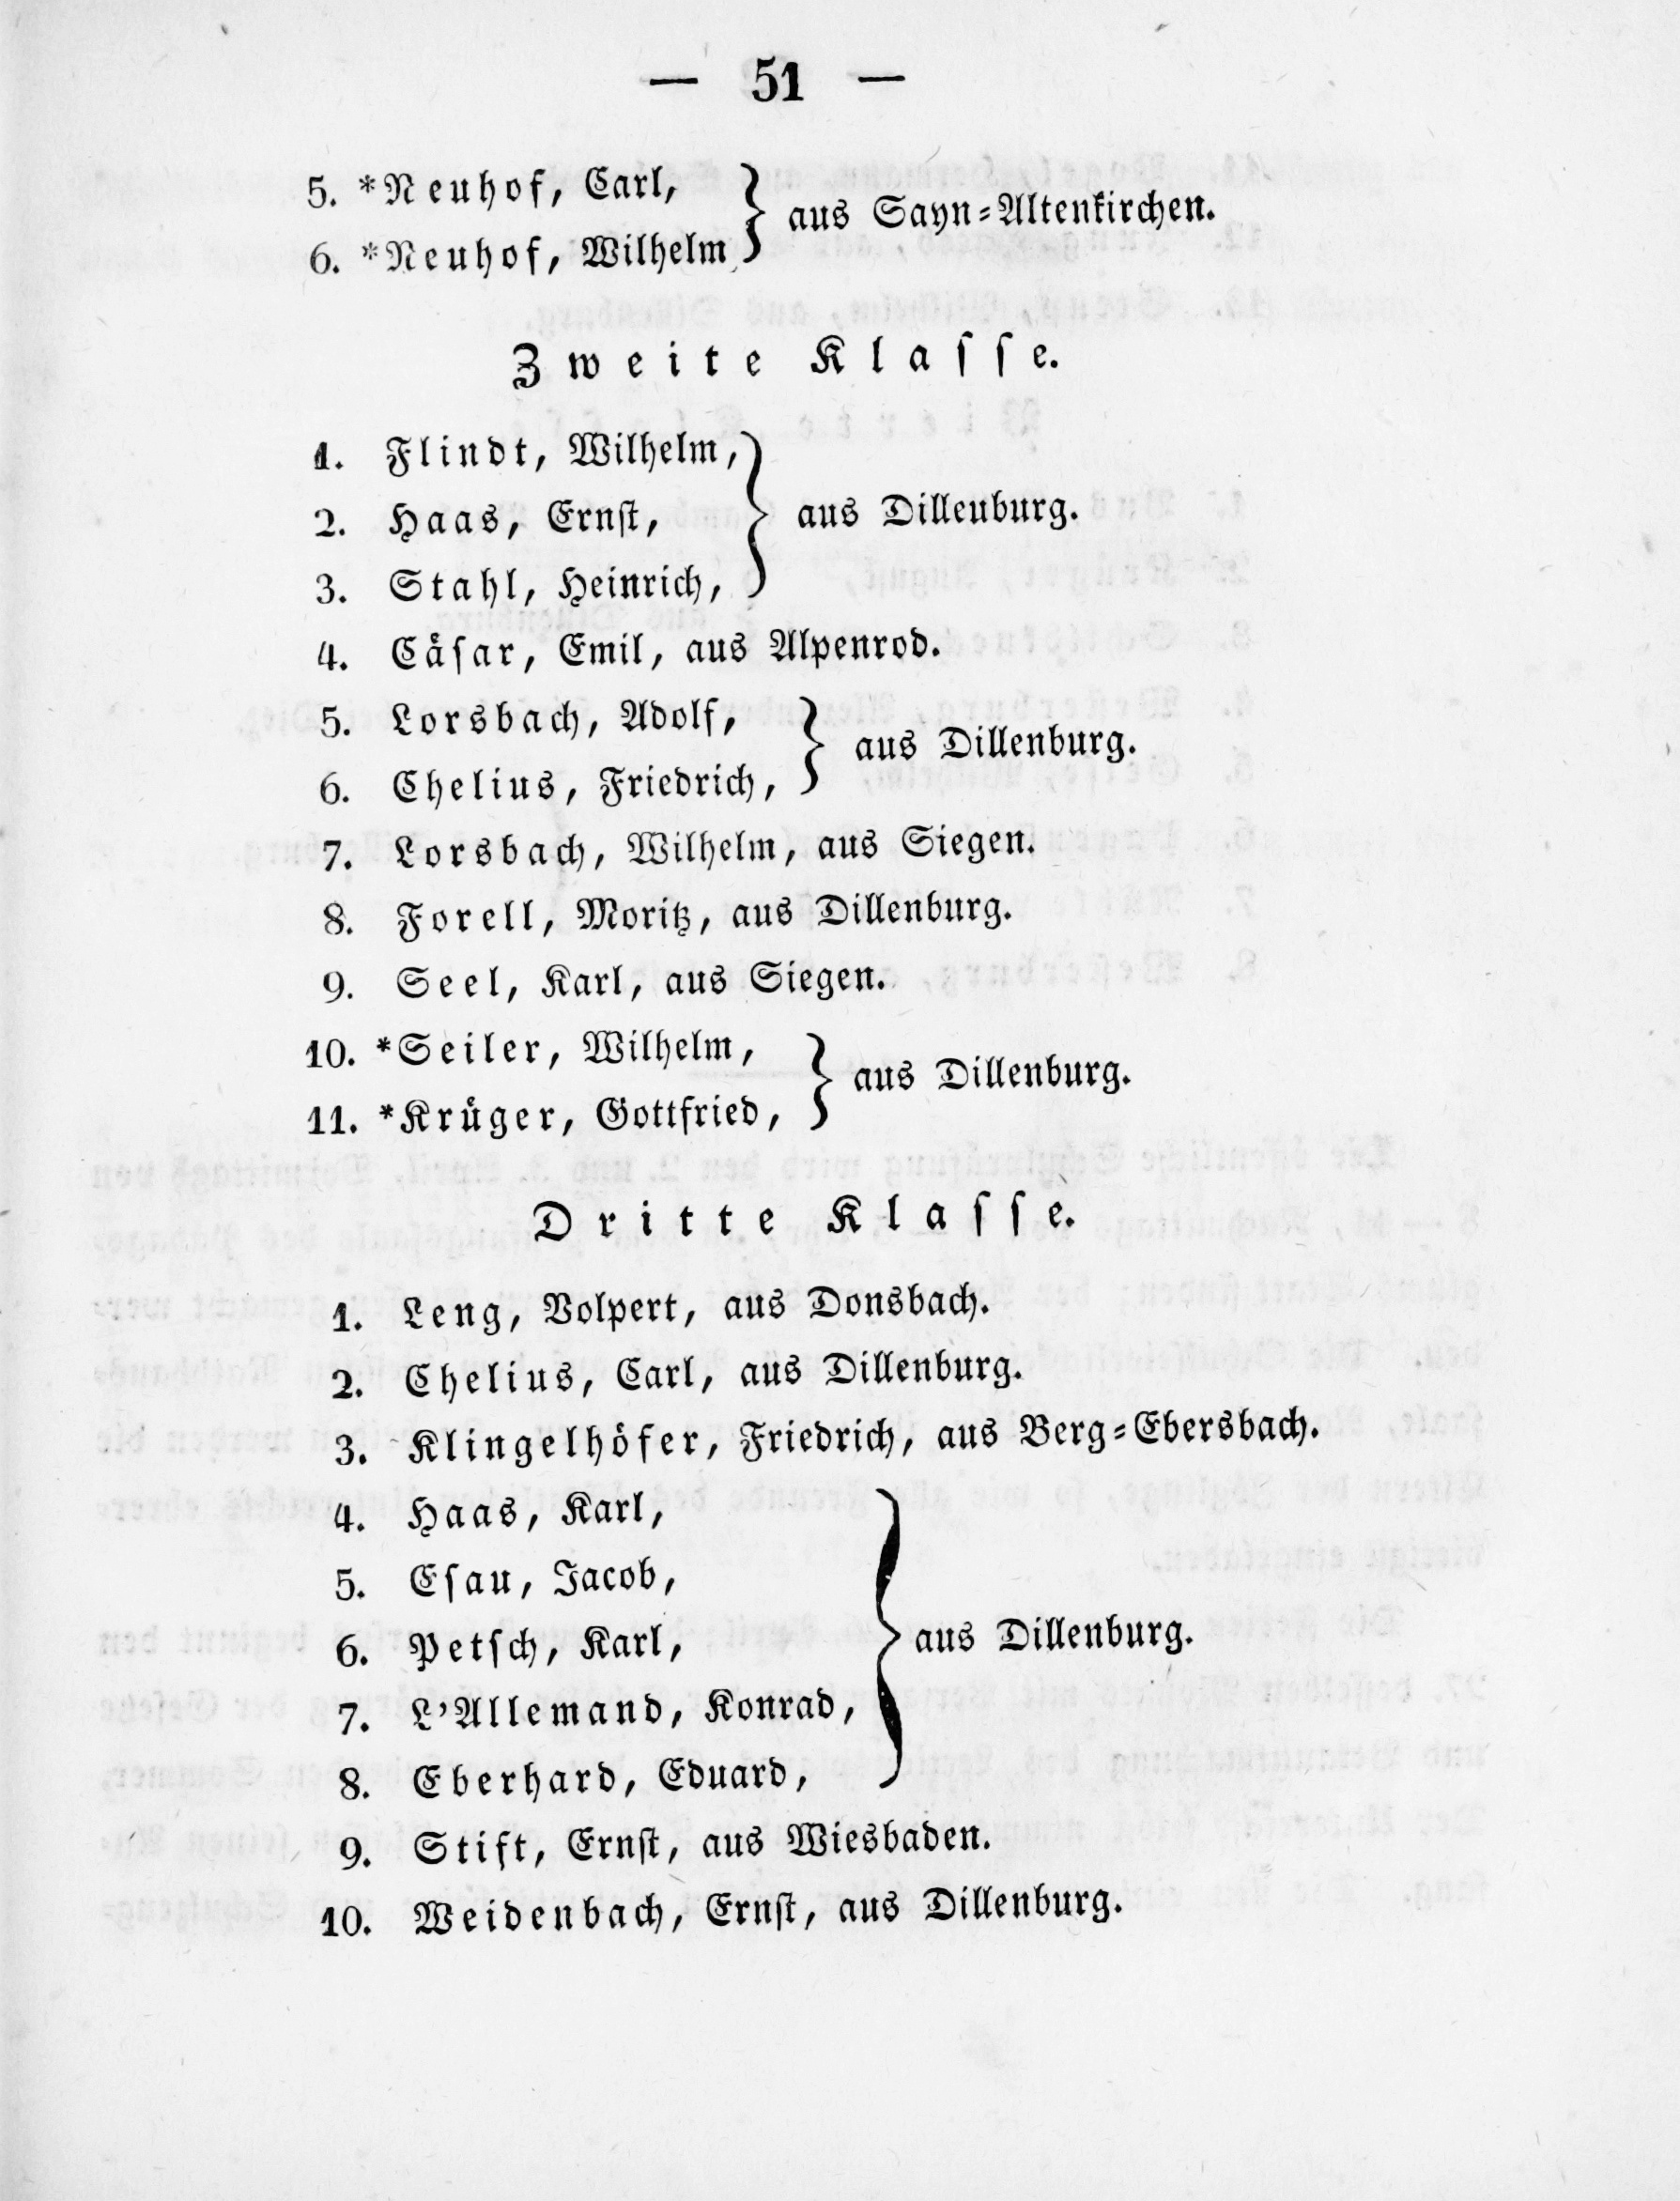 — 51 —
5. *Neuhof, Carl,
aus Sayn-Altenkirchen.
6. *Neuhof, Wilhelm,
Zweite Klasse.
1. Flindt, Wilhelm,
2. Haas, Ernst,
aus Dillenburg.
3. Stahl, Heinrich,
4. Cäsar, Emil, aus Alpenrod.
5. Lorsbach, Adolf,
aus Dillenburg.
6. Chelius, Friedrich,
7. Lorsbach, Wilhelm, aus Siegen.
8. Forell, Moritz, aus Dillenburg.
9. Seel, Karl, aus Siegen.
10. *Seiler, Wilhelm,
aus Dillenburg.
11. *Krüger, Gottfried,
Dritte Klasse.
1. Leng, Volpert, aus Donsbach.
2. Chelius, Carl, aus Dillenburg.
3. Klingelhöfer, Friedrich, aus Berg-Ebersbach.
4. Haas, Karl,
5. Esau, Jacob,
6. Petsch, Karl,
aus Dillenburg.
7. L'Allemand, Konrad,
8. Eberhard, Eduard,
9. Stift, Ernst, aus Wiesbaden.
10. Weidenbach, Ernst, aus Dillenburg.